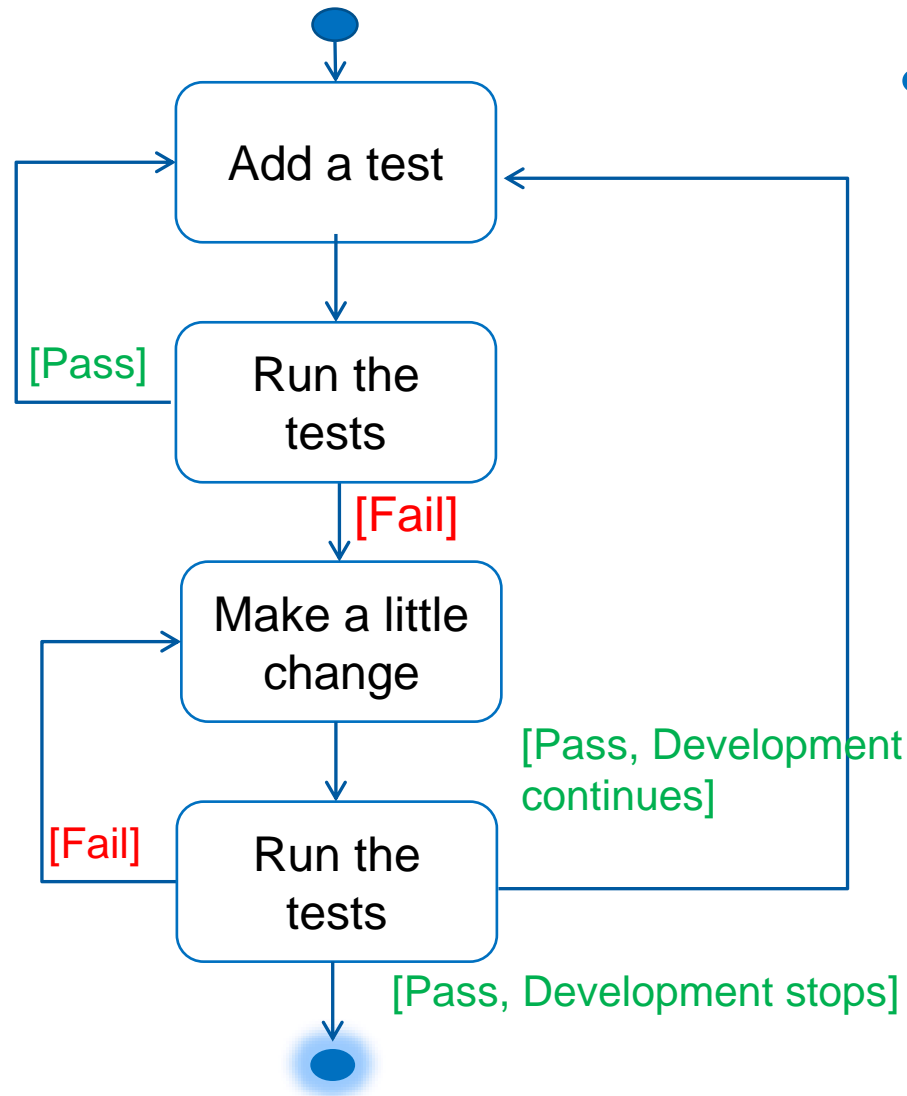 Add a test
[Pass]
Run the
tests
[Fail]
Make a little
change
[Pass, Development
continues]
[Fail]
Run the
tests
[Pass, Development stops]